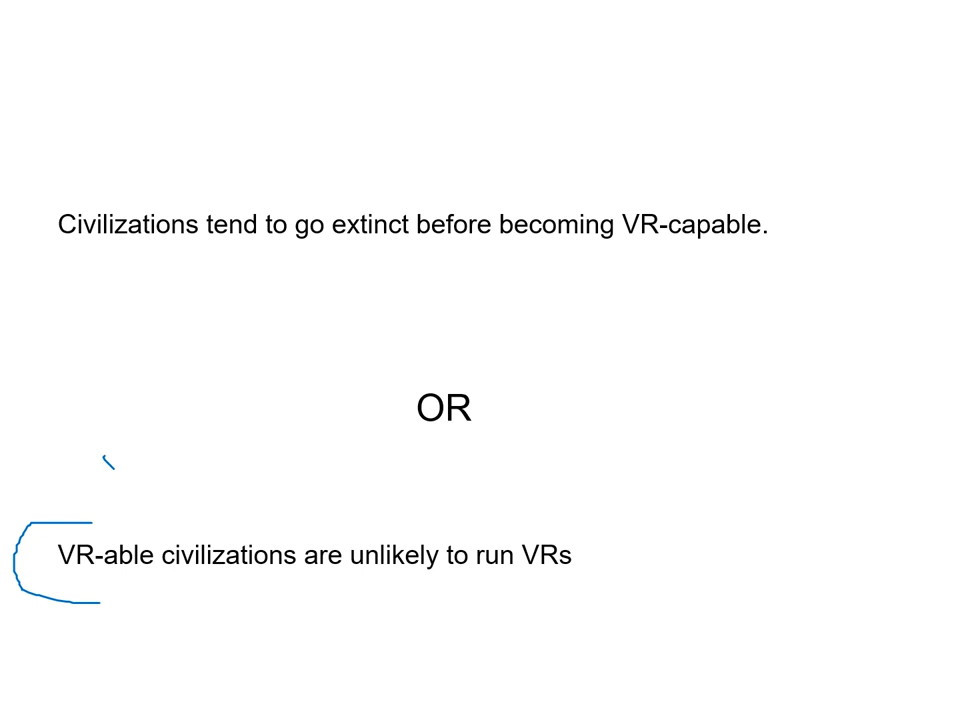 Civilizations tend to go extinct before becoming VR-capable.
OR
VR-able civilizations are unlikely to run VRs